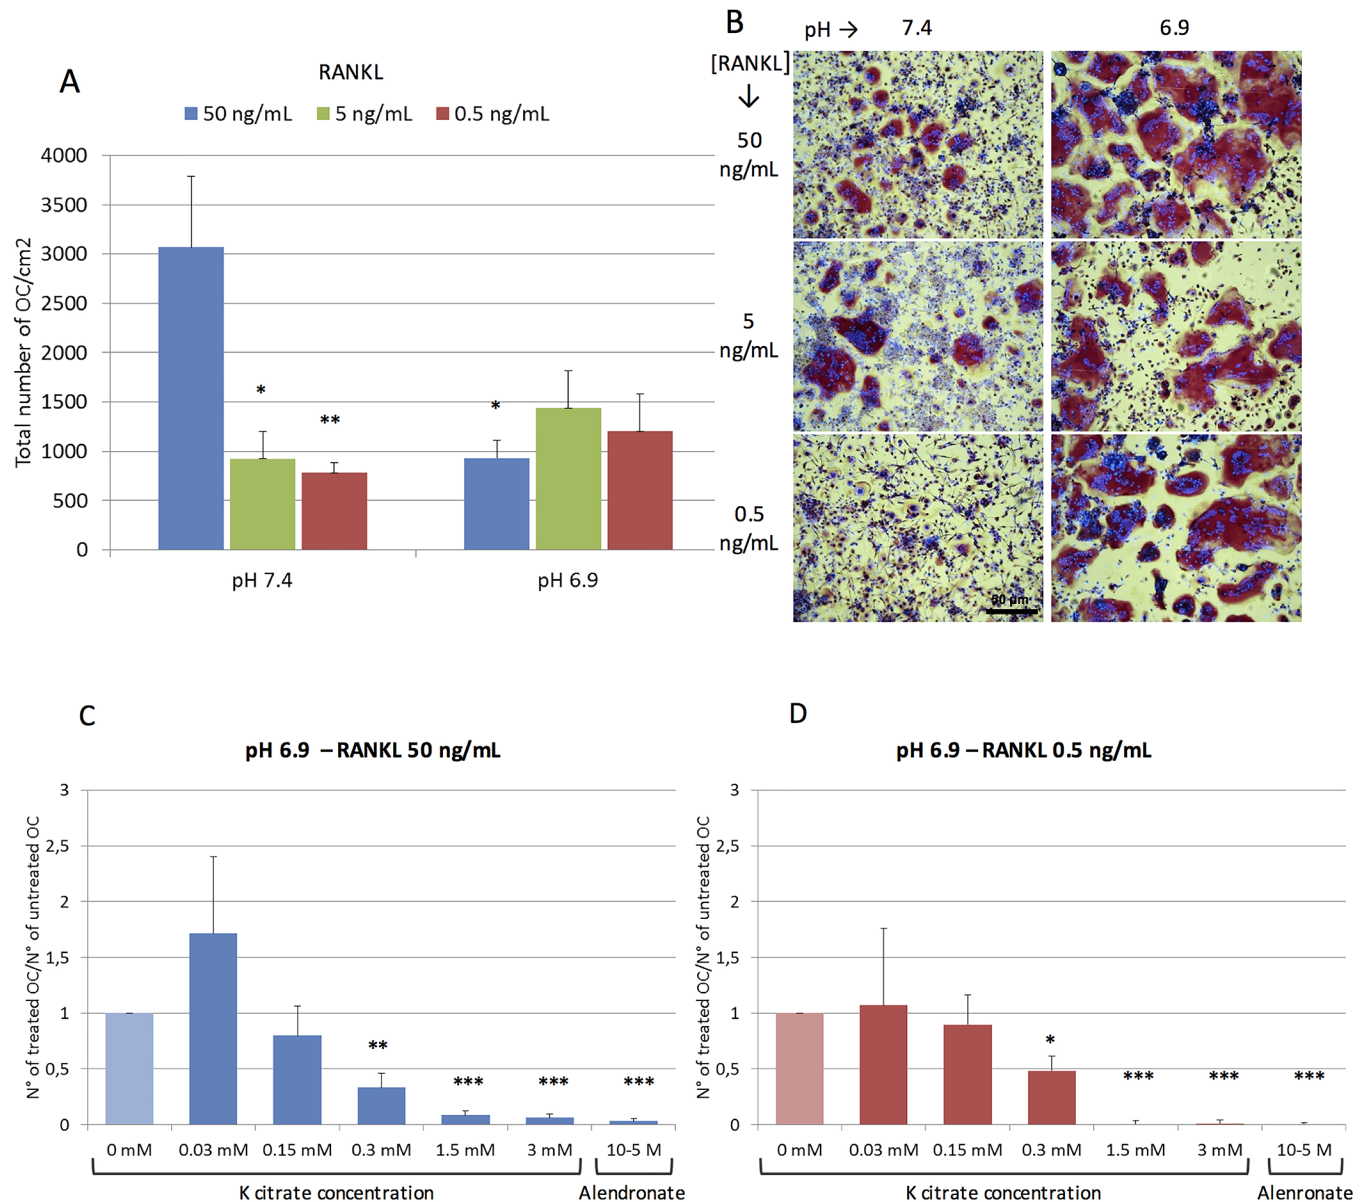 A
RANKL
50 ng/mL 5 ng/mL 0.5 ng/mL
Total number of OC/cm2
4000
3500
3000
2500
2000
1500
1000
500
0
*
**
*
pH 7.4 pH 6.9
B
pH → 7.4 6.9
[RANKL]
↓
50
ng/mL
5
ng/mL
0.5
ng/mL
50 µm
C
pH 6.9 – RANKL 50 ng/mL
N° of treated OC/N° of untreated OC
3
2,5
2
1,5
1
0,5
0
**
***
***
***
0 mM 0.03 mM 0.15 mM 0.3 mM 1.5 mM 3 mM 10-5 M
K citrate concentration Alendronate
D
pH 6.9 – RANKL 0.5 ng/mL
N° of treated OC/N° of untreated OC
3
2,5
2
1,5
1
0,5
0
*
***
***
***
0 mM 0.03 mM 0.15 mM 0.3 mM 1.5 mM 3 mM 10-5 M
K citrate concentration Alenronate